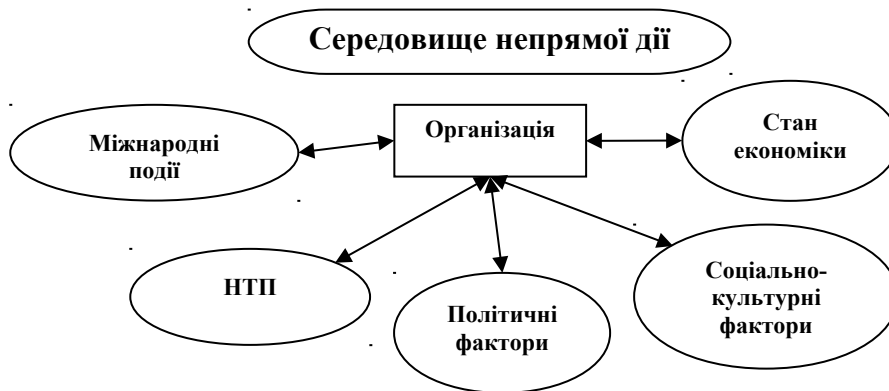 Середовище непрямої дії
Організація
Міжнародні
події
Стан
економіки
НТП
Політичні
фактори
Соціально-
культурні
фактори